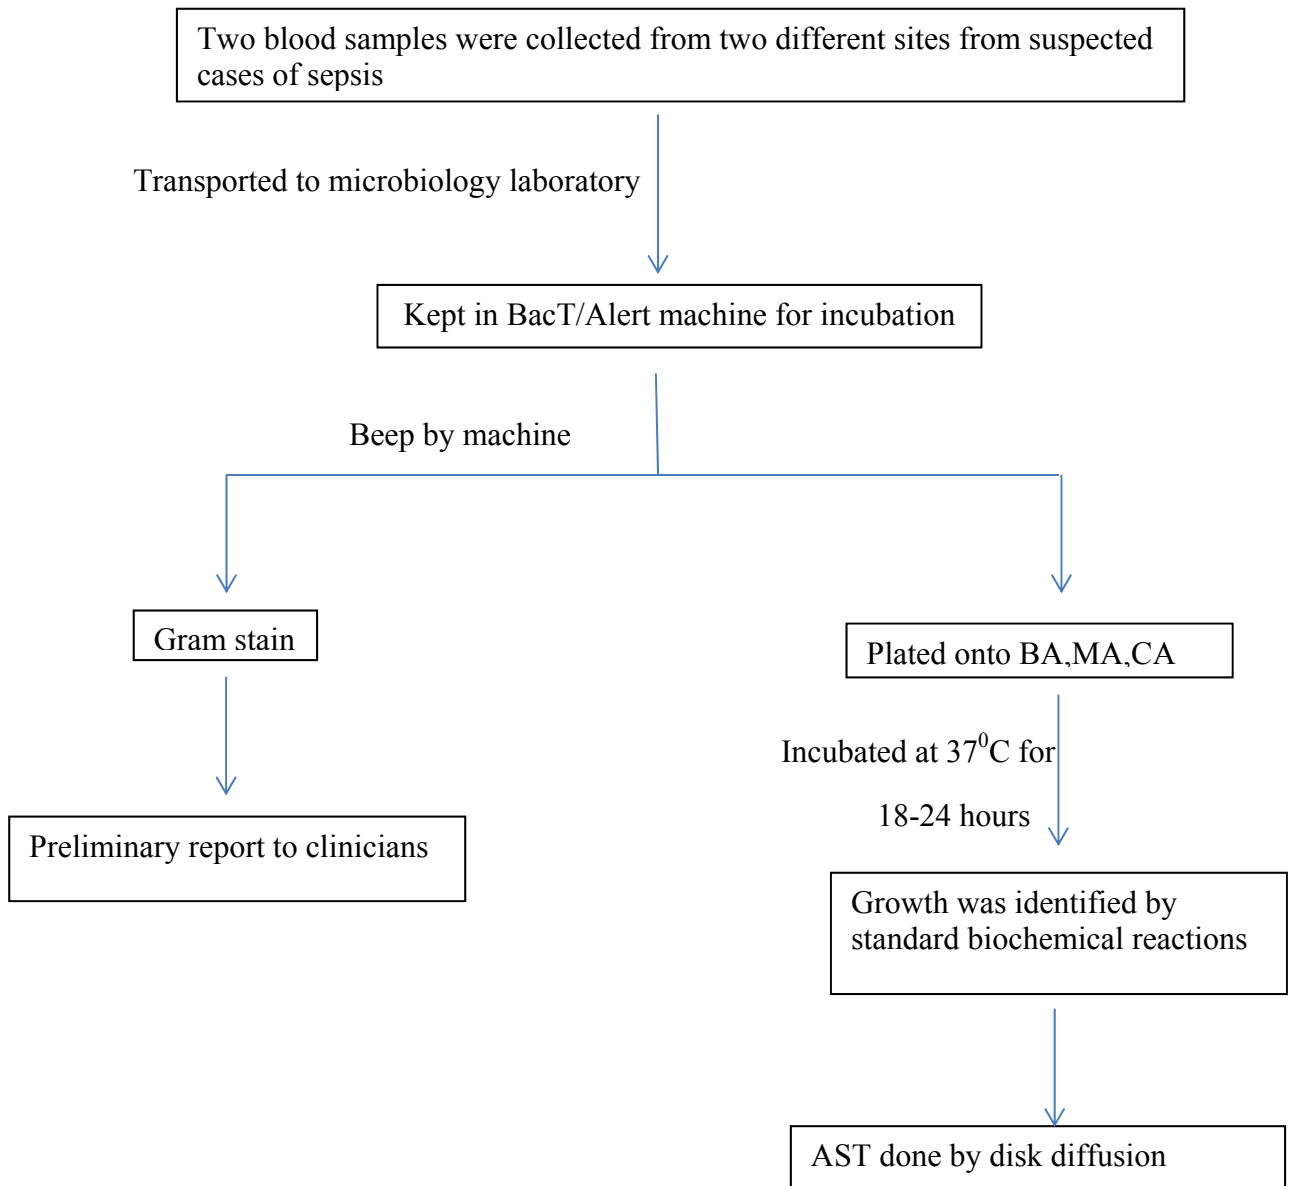 Two blood samples were collected from two different sites from suspected
cases of sepsis
Transported to microbiology laboratory
Kept in BacT/Alert machine for incubation
Beep by machine
Gram stain
Plated onto BA,MA,CA
Incubated at 37⁰C for
18-24 hours
Preliminary report to clinicians
Growth was identified by
standard biochemical reactions
AST done by disk diffusion